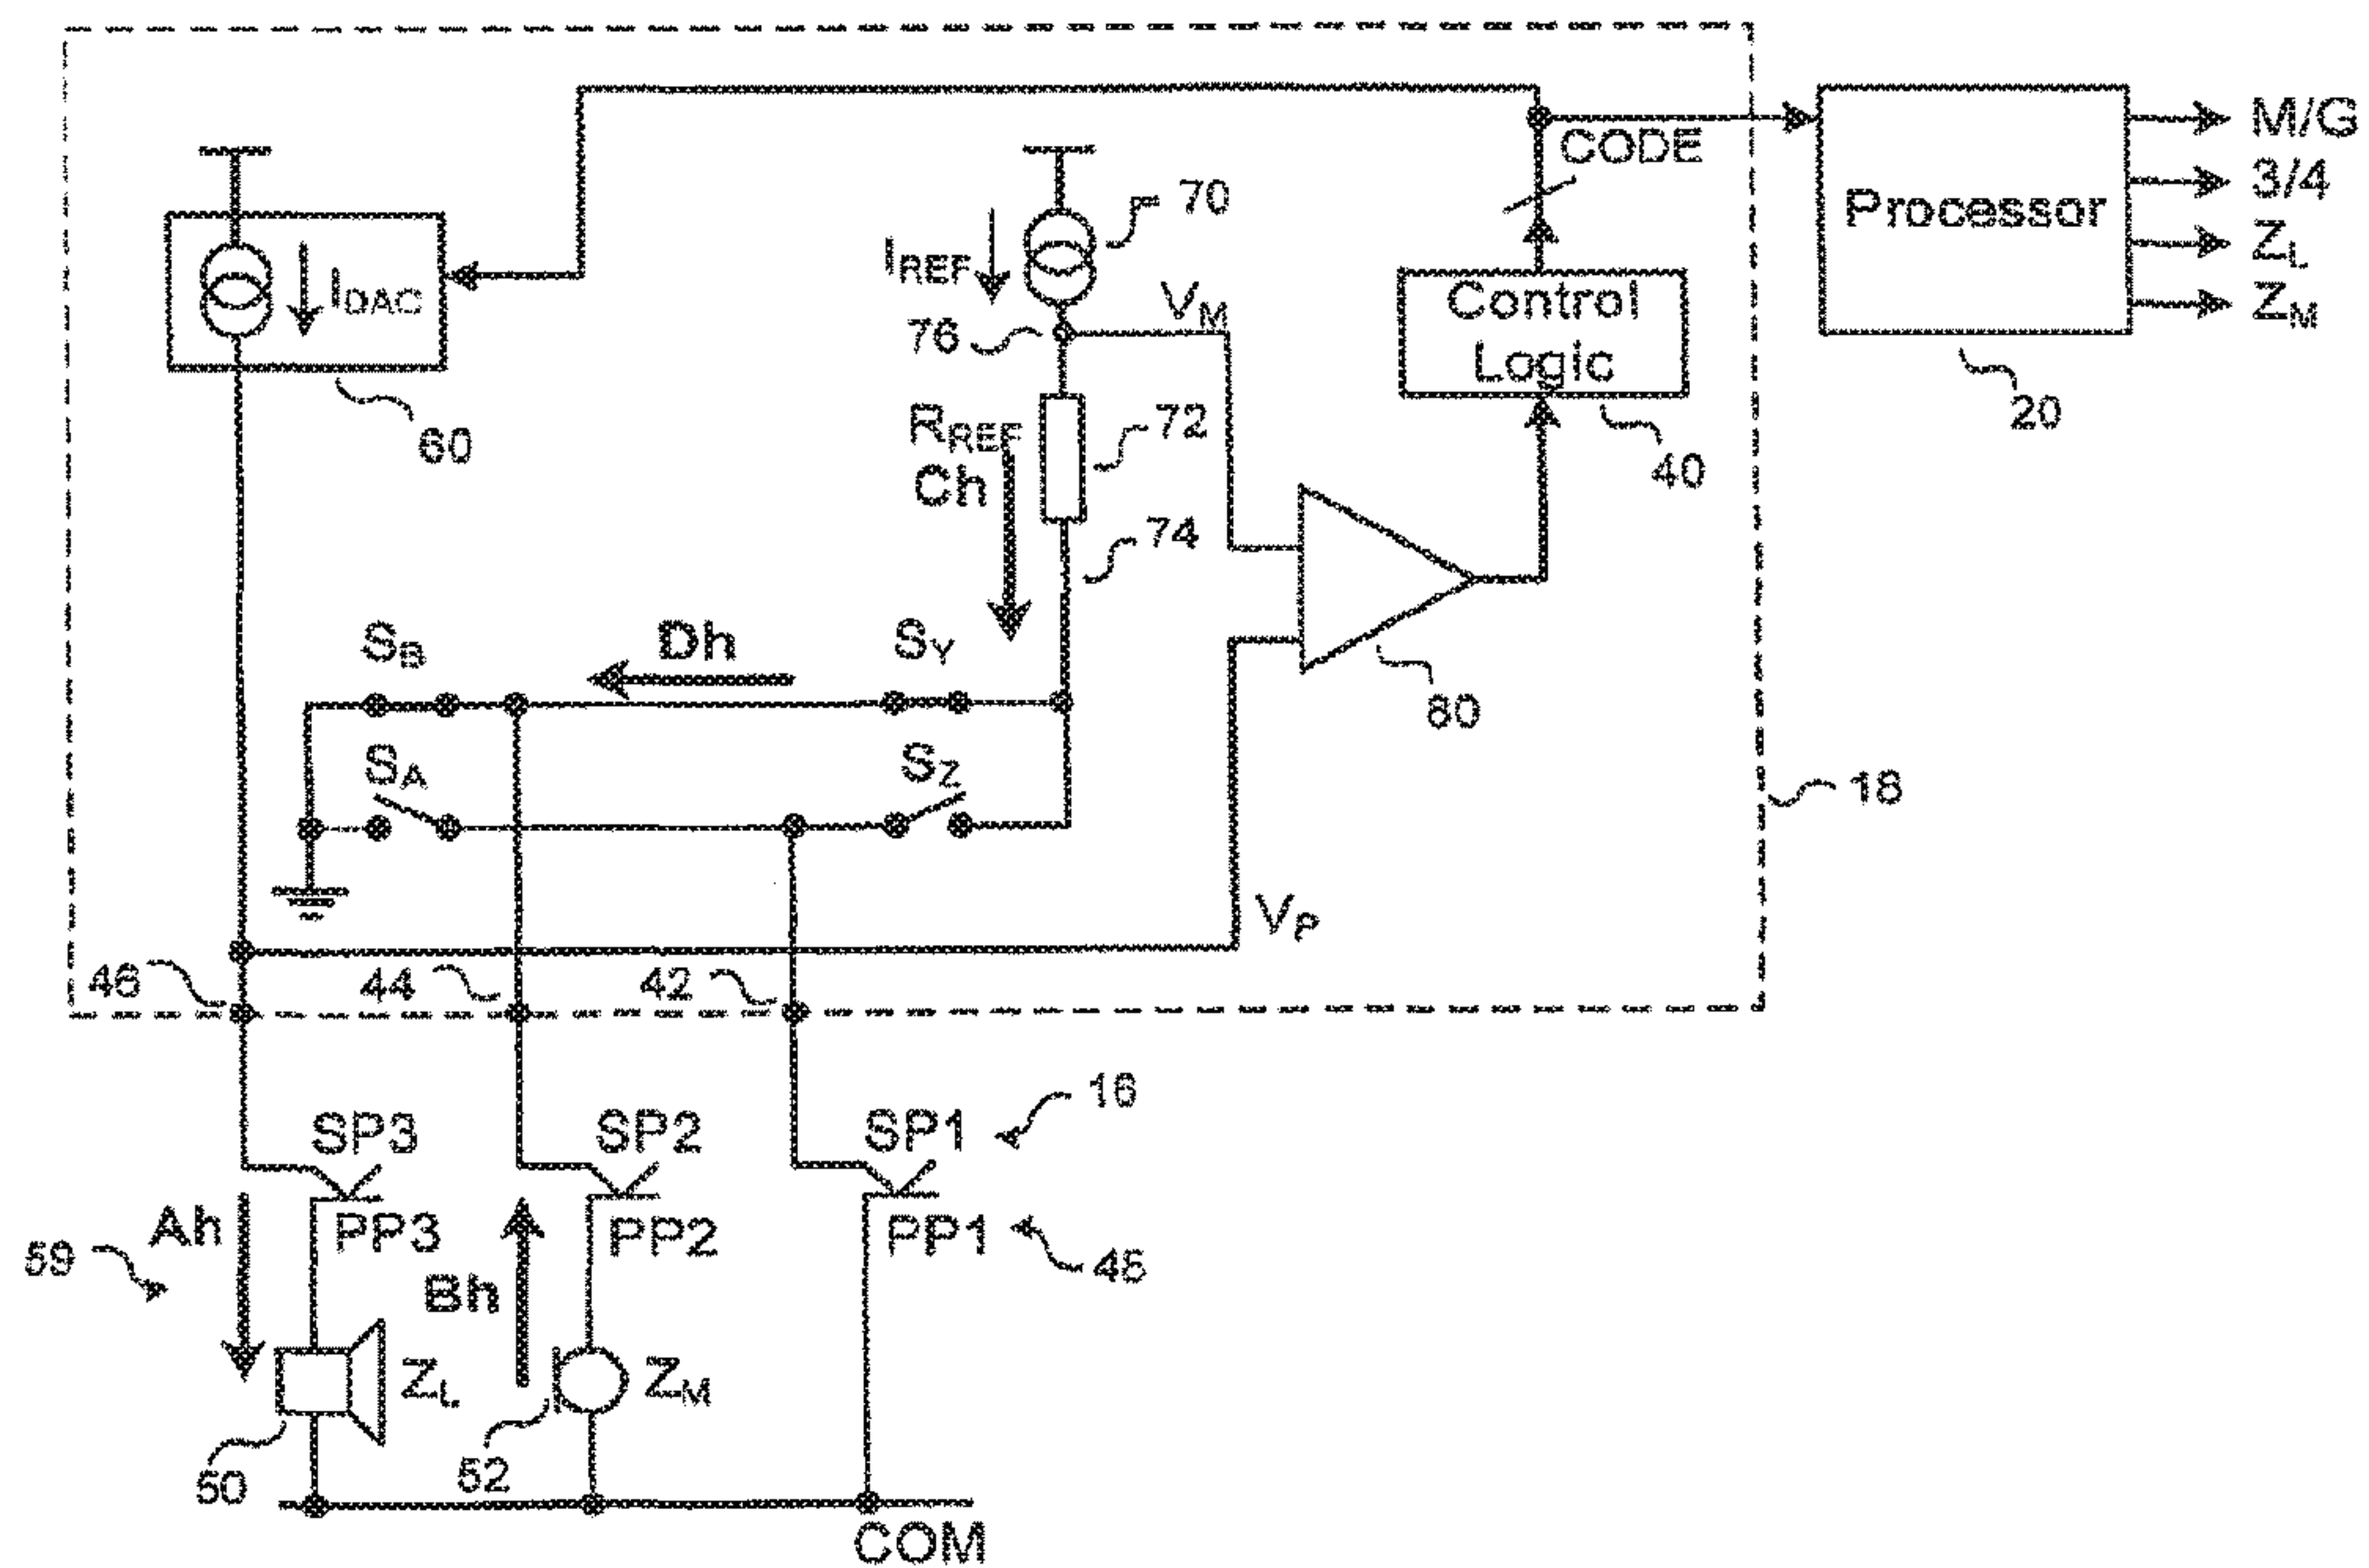 M/G
CODE
3/4
70
Processor
Z_L
I_REF
I_DAC
V_M
Control
Z_M
76
Logic
20
R_REF
72
60
40
Ch
74
S_B
Dh
S_Y
80
S_A
S_Z
18
V_P
46
44
42
16
SP3
SP2
SP1
Ah
PP3
PP2
PP1
59
48
Bh
Z_L
Z_M
50
52
COM